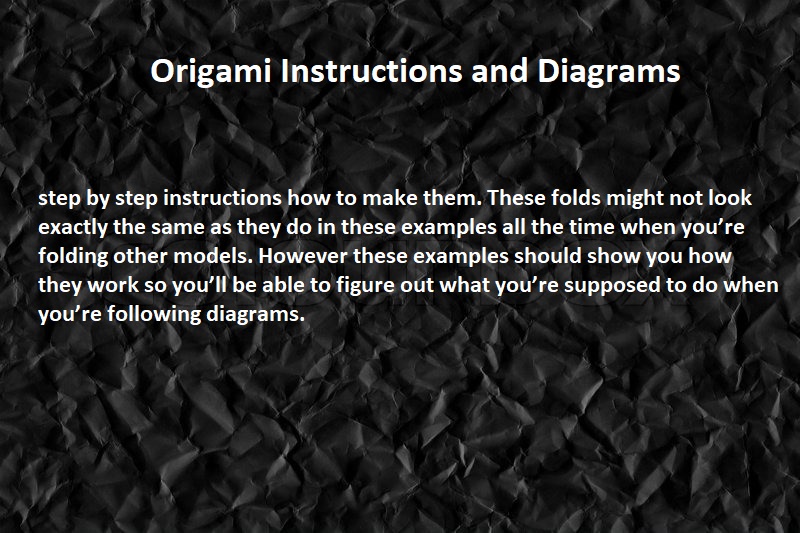 Origami Instructions and Diagrams
step by step instructions how to make them. These folds might not look
exactly the same as they do in these examples all the time when you’re
folding other models. However these examples should show you how
they work so you’ll be able to figure out what you’re supposed to do when
you’re following diagrams.